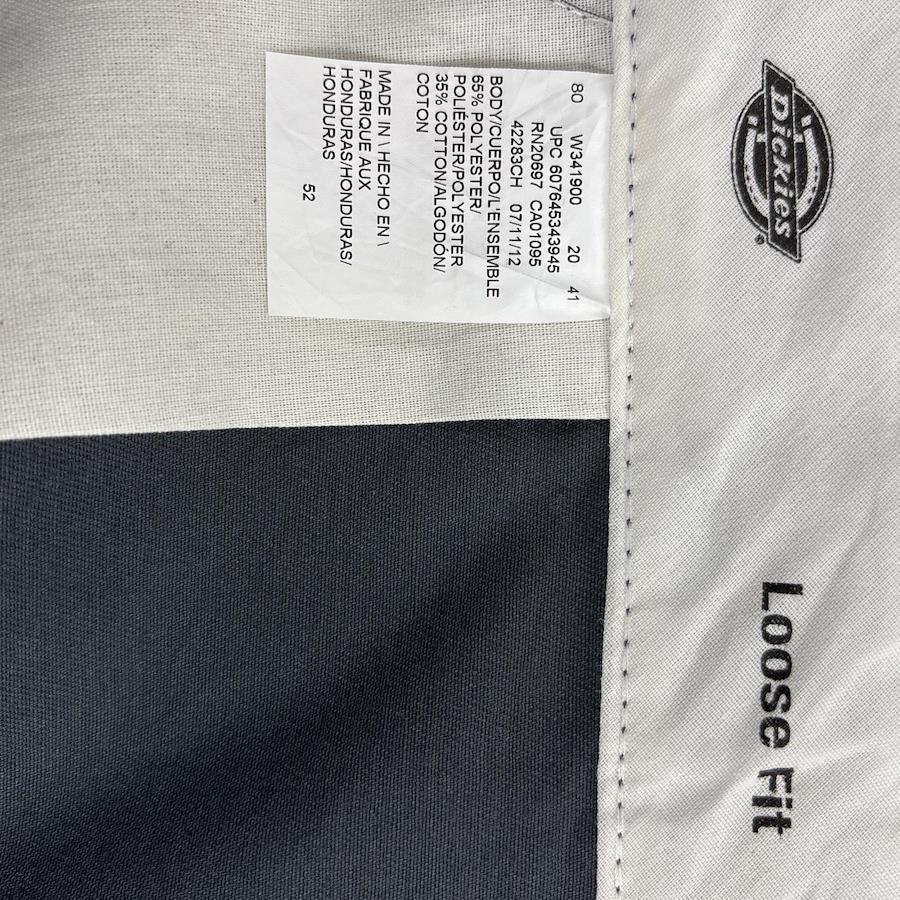 80 W341900 20 41
UPC 607645343945
RN20697 CA01095
42283CH 07/11/12
BODY/CUERPO/L'ENSEMBLE
65% POLYESTER/
POLIÉSTER/POLYESTER
35% COTTON/ALGODÓN/
COTON
MADE IN \ HECHO EN \
FABRIQUE AUX
HONDURAS/HONDURAS/
HONDURAS
52
Dickies®
Loose Fit